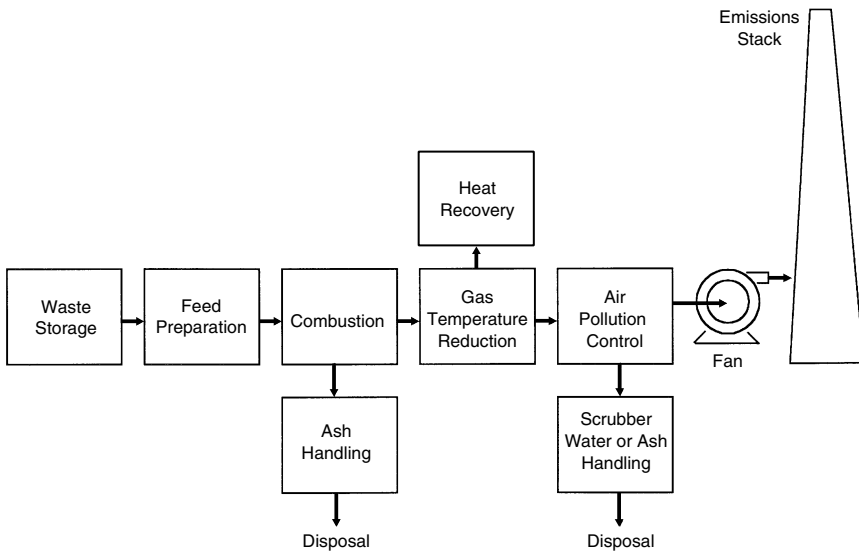 Emissions
Stack
Heat
Recovery
Waste
Storage
Feed
Preparation
Combustion
Gas
Temperature
Reduction
Air
Pollution
Control
Fan
Ash
Handling
Scrubber
Water or Ash
Handling
Disposal
Disposal